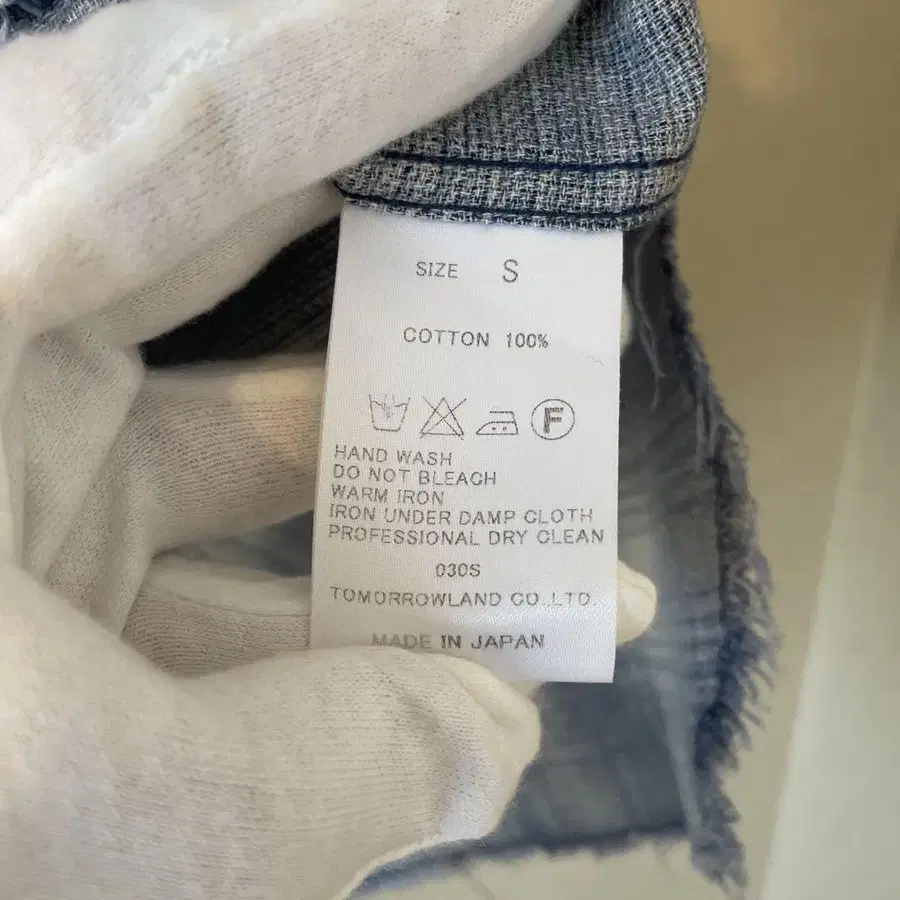 SIZE S
COTTON 100%
F
HAND WASH
DO NOT BLEACH
WARM IRON
IRON UNDER DAMP CLOTH
PROFESSIONAL DRY CLEAN
030S
TOMORROWLAND CO.,LTD.
MADE IN JAPAN